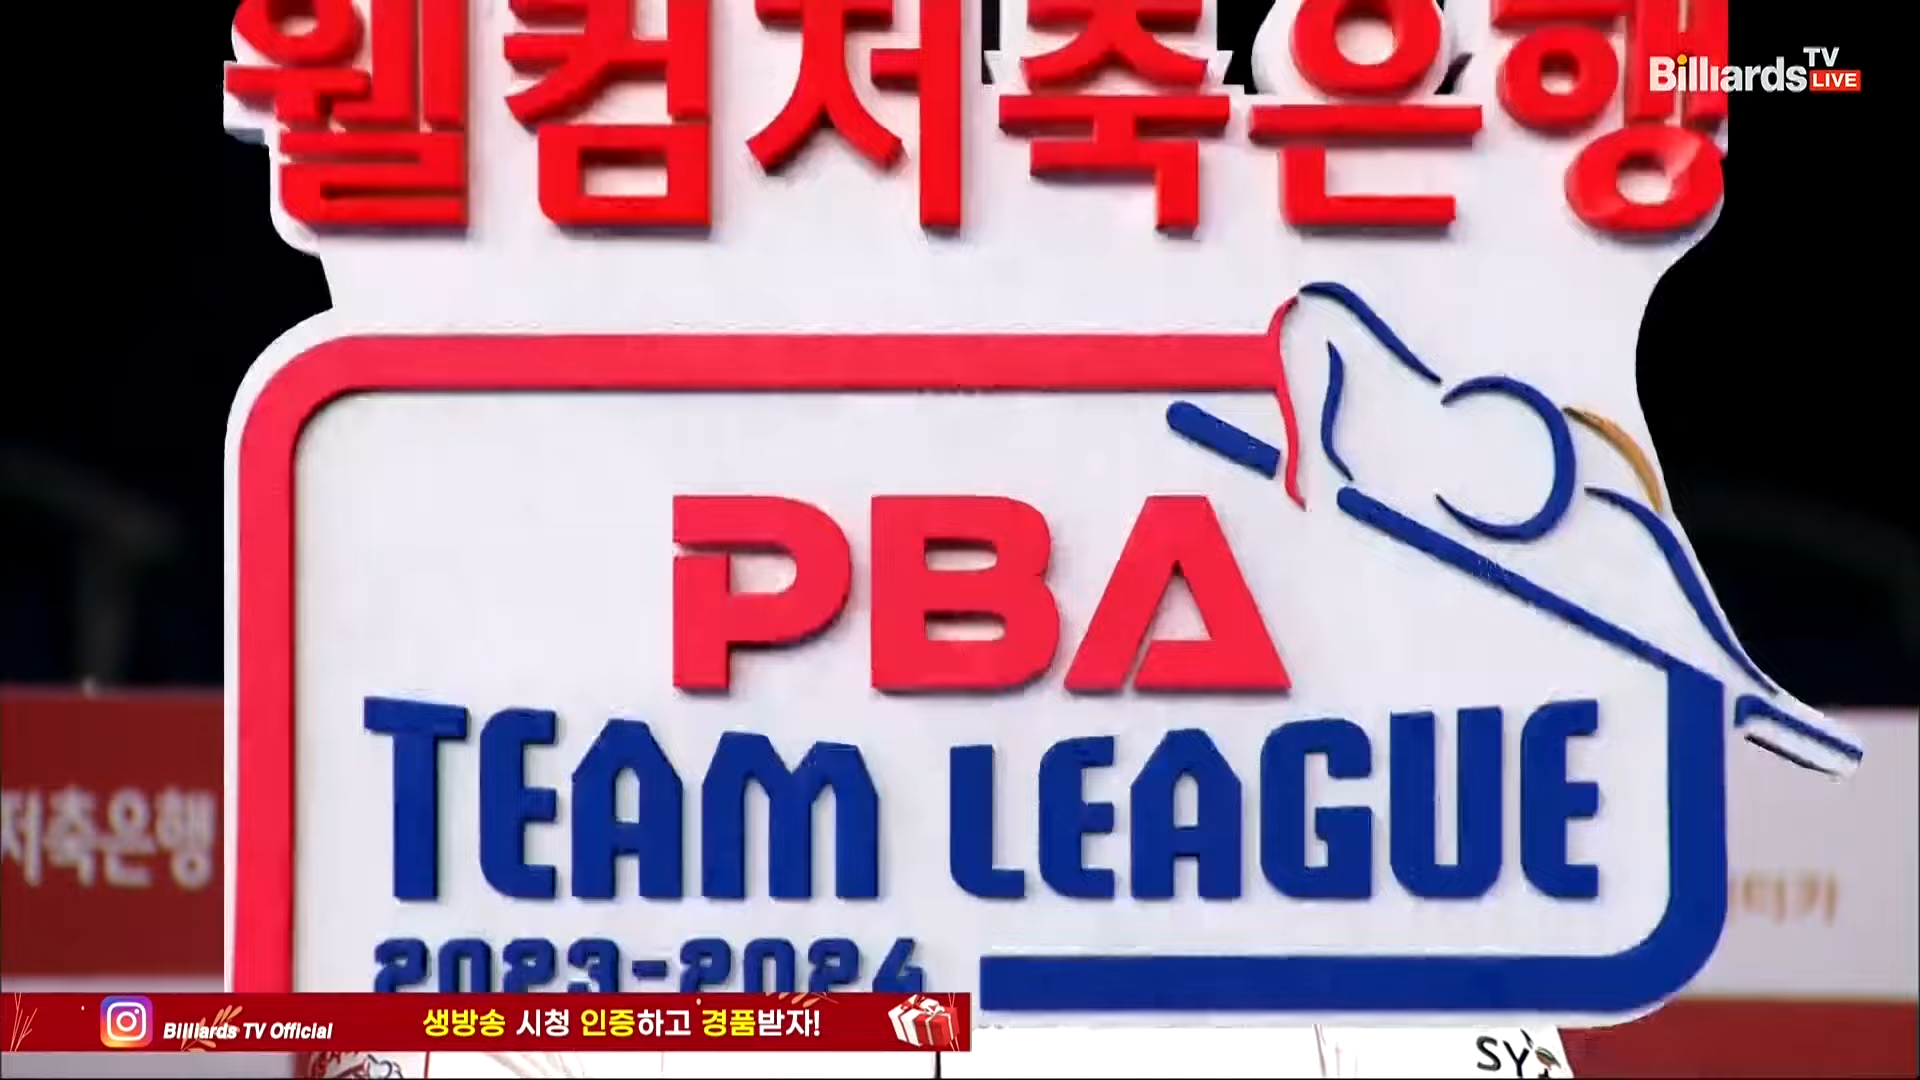 웰컴저축은행
Billiards TV
LIVE
PBA
TEAM LEAGUE
2023-2024
저축은행
Billiards TV Official
생방송 시청 인증하고 경품받자!
SY